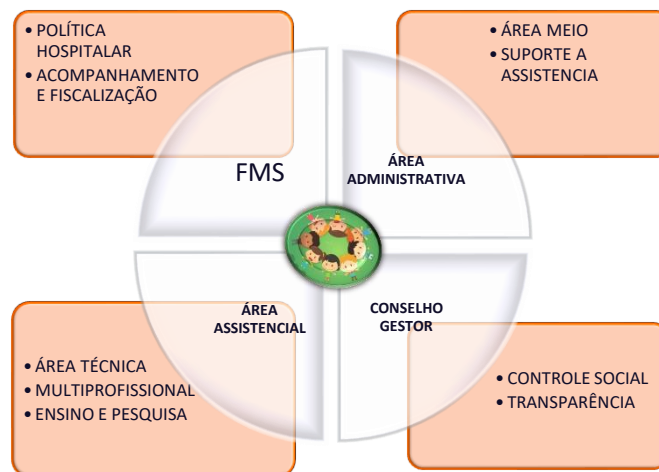 • POLÍTICA
HOSPITALAR
• ACOMPANHAMENTO
E FISCALIZAÇÃO
• ÁREA MEIO
• SUPORTE A
ASSISTENCIA
FMS
ÁREA
ADMINISTRATIVA
ÁREA
ASSISTENCIAL
CONSELHO
GESTOR
• ÁREA TÉCNICA
• MULTIPROFISSIONAL
• ENSINO E PESQUISA
• CONTROLE SOCIAL
• TRANSPARÊNCIA